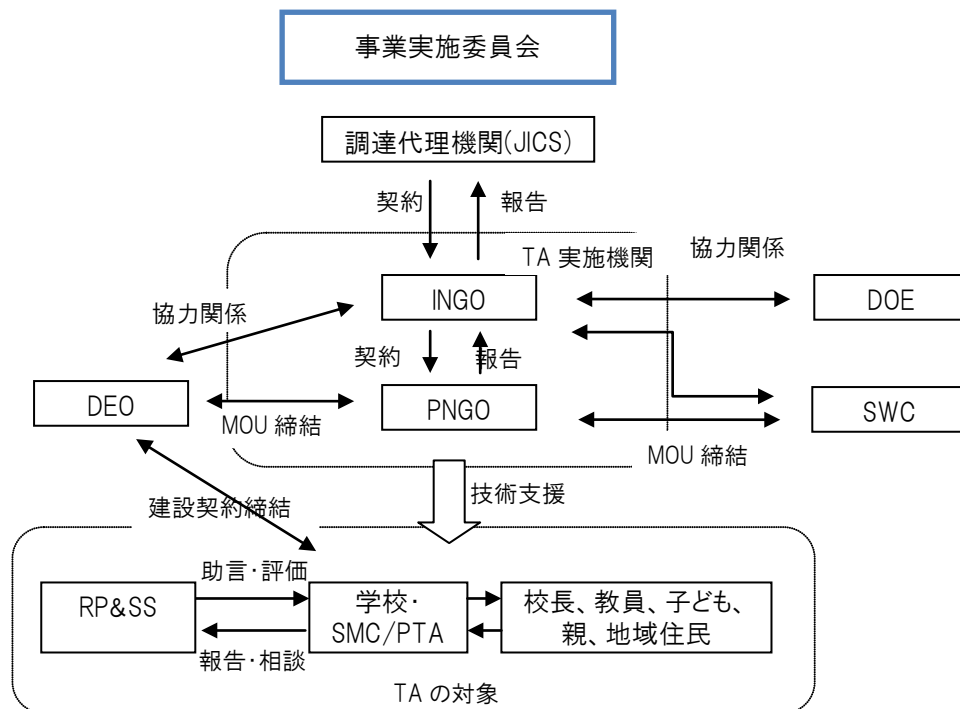 事業実施委員会
調達代理機関(JICS)
契約
報告
TA 実施機関
協力関係
INGO
DOE
協力関係
契約
報告
DEO
PNGO
SWC
MOU 締結
MOU 締結
技術支援
建設契約締結
助言・評価
RP&SS
学校・
SMC/PTA
校長、教員、子ども、
親、地域住民
報告・相談
TA の対象